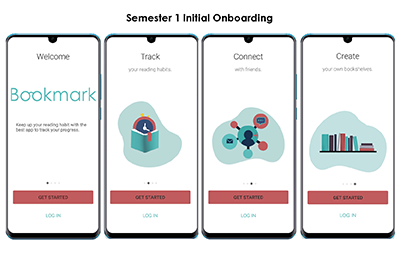 Semester 1 Initial Onboarding
Welcome
Bookmark
Keep up your reading habit with the
best app to track your progress.
GET STARTED
LOG IN
Track
your reading habits.
GET STARTED
LOG IN
Connect
with friends.
GET STARTED
LOG IN
Create
your own bookshelves.
GET STARTED
LOG IN